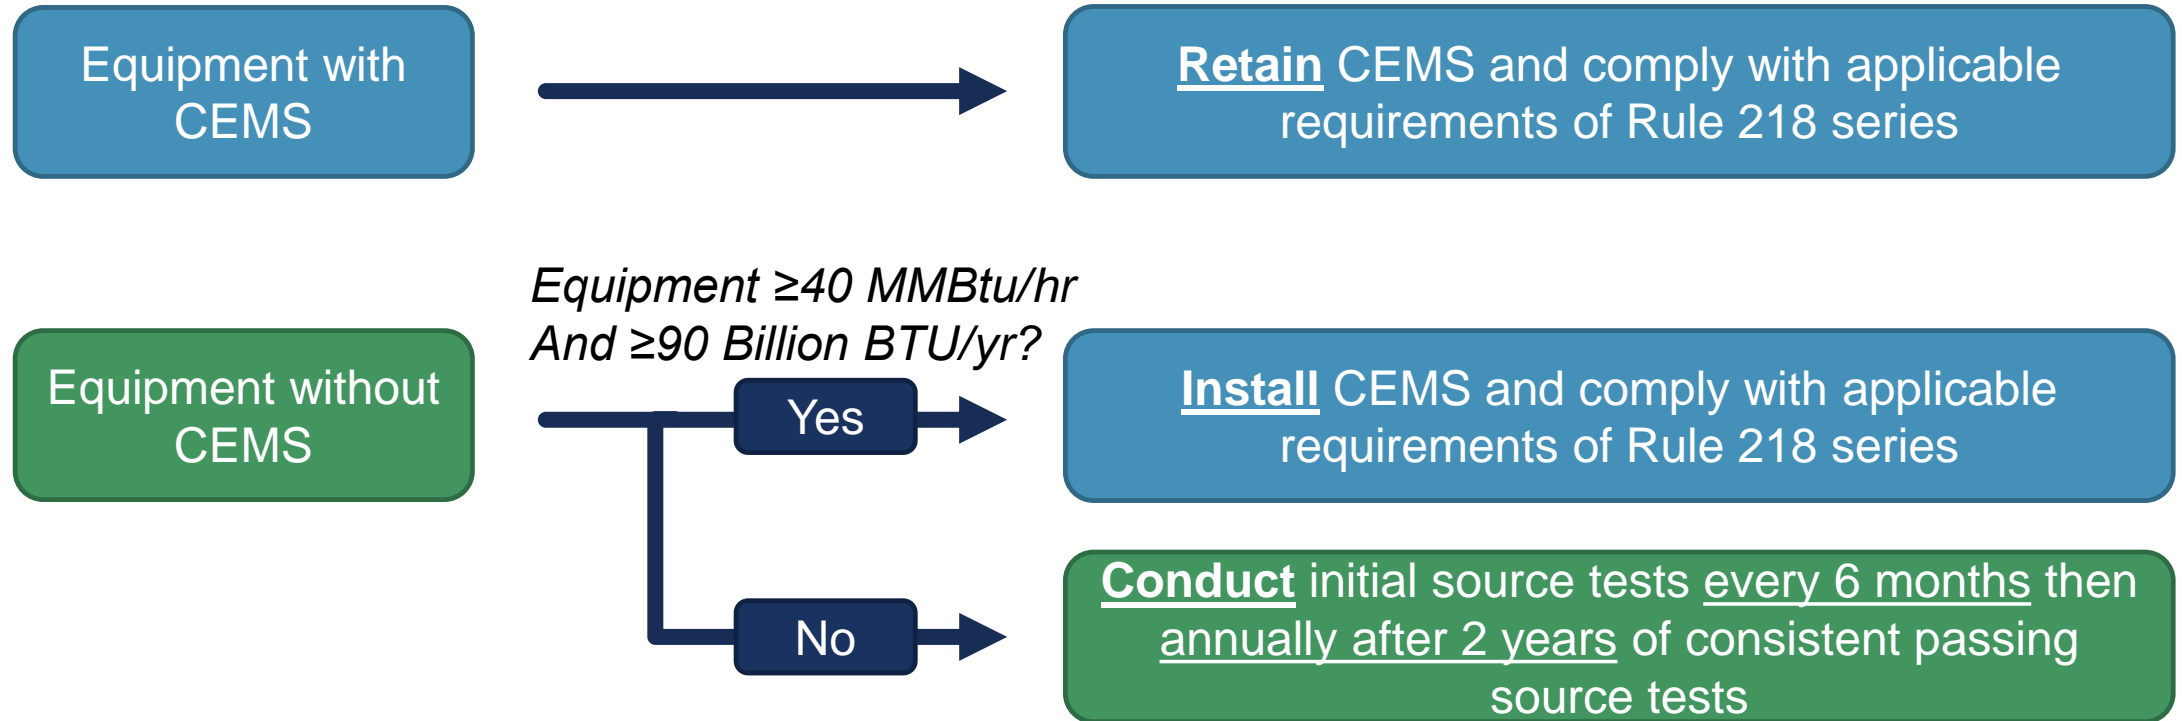 Equipment with
CEMS
Retain CEMS and comply with applicable
requirements of Rule 218 series
Equipment ≥40 MMBtu/hr
And ≥90 Billion BTU/yr?
Equipment without
CEMS
Yes
Install CEMS and comply with applicable
requirements of Rule 218 series
No
Conduct initial source tests every 6 months then
annually after 2 years of consistent passing
source tests